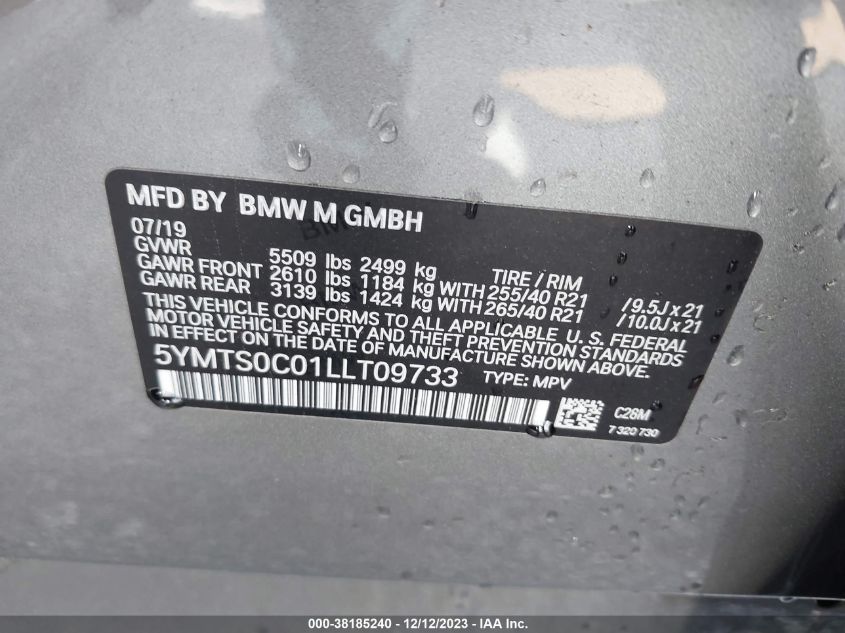 MFD BY BMW M GMBH
07/19
GVWR 5509 lbs 2499 kg TIRE / RIM
GAWR FRONT 2610 lbs 1184 kg WITH 255/40 R21 /9.5J x 21
GAWR REAR 3139 lbs 1424 kg WITH 265/40 R21 /10.0J x 21
THIS VEHICLE CONFORMS TO ALL APPLICABLE U. S. FEDERAL
MOTOR VEHICLE SAFETY AND THEFT PREVENTION STANDARDS
IN EFFECT ON THE DATE OF MANUFACTURE SHOWN ABOVE.
5YMTS0C01LLT09733 TYPE: MPV
C28M
7 320 730
000-38185240 - 12/12/2023 - IAA Inc.